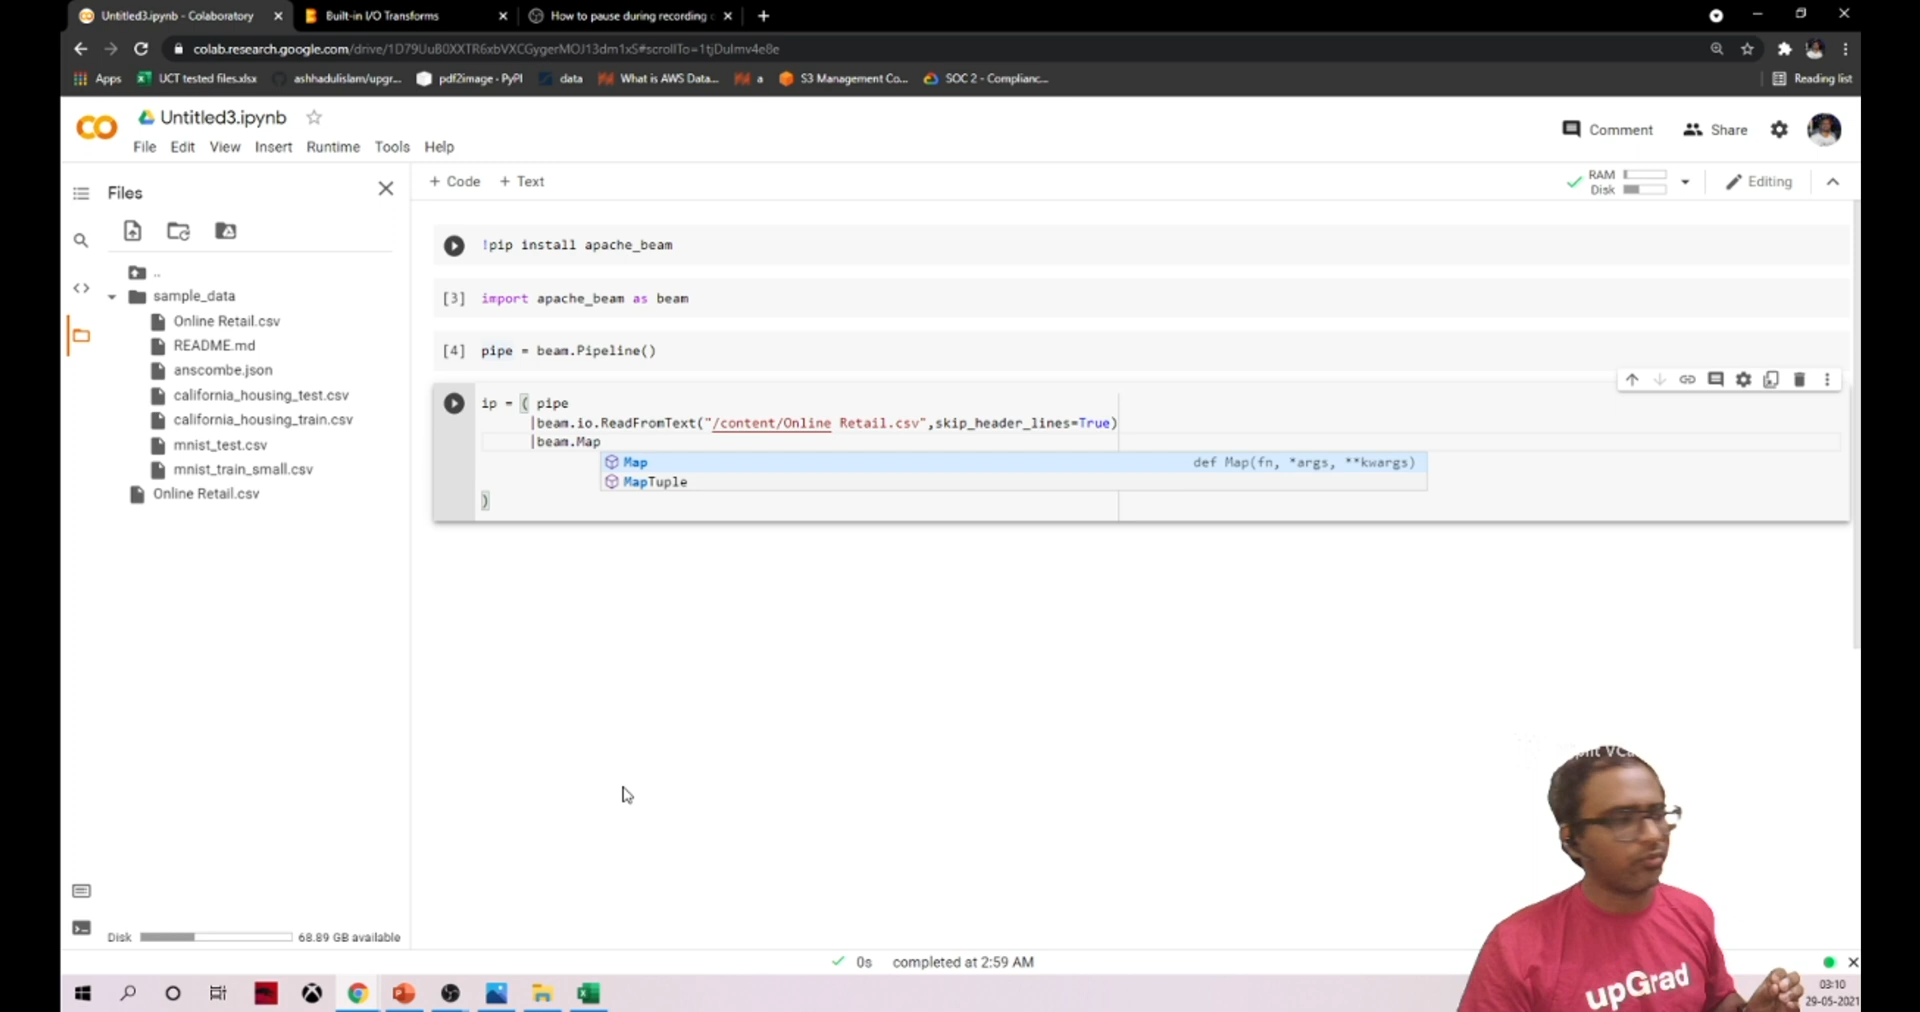 Untitled3.ipynb - Colaboratory
Built-in I/O Transforms
How to pause during recording
colab.research.google.com/drive/1D79UuB0XXTR6xbVXCGygerMOJ13dm1xS#scrollTo=1tjDuImv4e8e
Apps
UCT tested files.xlsx
ashhadulislam/upgr...
pdf2image - PyPI
data
What is AWS Data...
a
S3 Management Co...
SOC 2 - Complianc...
Reading list
CO
Untitled3.ipynb
Comment
Share
File Edit View Insert Runtime Tools Help
Files
+ Code + Text
RAM
Disk
Editing
..
sample_data
Online Retail.csv
README.md
anscombe.json
california_housing_test.csv
california_housing_train.csv
mnist_test.csv
mnist_train_small.csv
Online Retail.csv
!pip install apache_beam
[3] import apache_beam as beam
[4] pipe = beam.Pipeline()
ip = ( pipe
|beam.io.ReadFromText("/content/Online Retail.csv",skip_header_lines=True)
|beam.Map
Map def Map(fn, *args, **kwargs)
MapTuple
)
Disk 68.89 GB available
0s completed at 2:59 AM
upGrad
03:10
29-05-2021